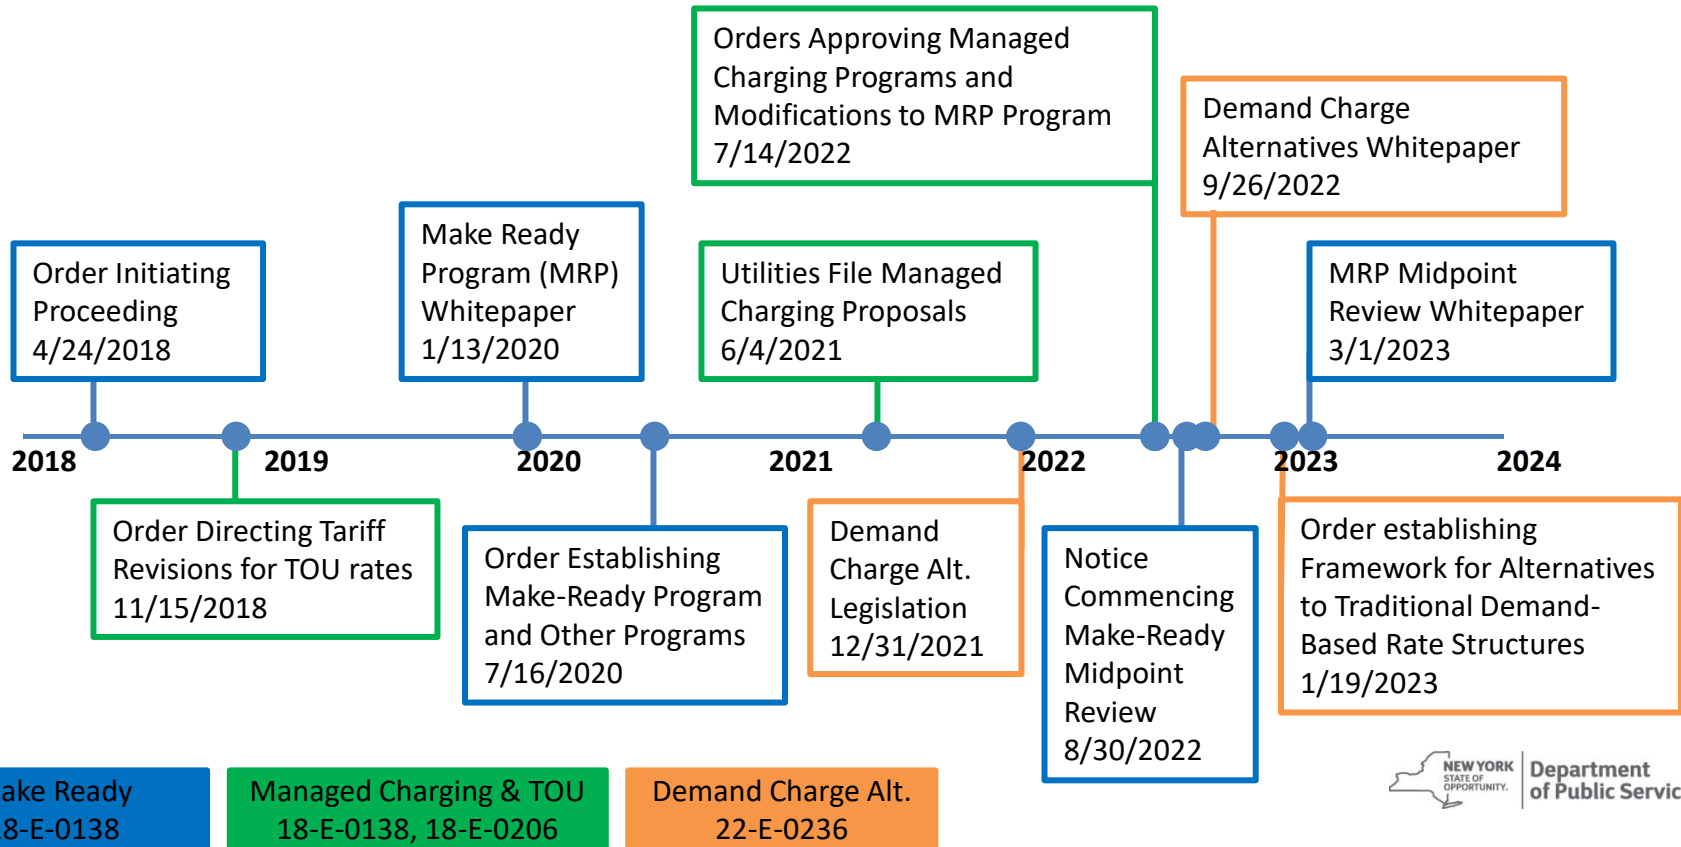 Orders Approving Managed
Charging Programs and
Modifications to MRP Program
7/14/2022
Demand Charge
Alternatives Whitepaper
9/26/2022
Order Initiating
Proceeding
4/24/2018
Make Ready
Program (MRP)
Whitepaper
1/13/2020
Utilities File Managed
Charging Proposals
6/4/2021
MRP Midpoint
Review Whitepaper
3/1/2023
2018
2019
2020
2021
2022
2023
2024
Order Directing Tariff
Revisions for TOU rates
11/15/2018
Order Establishing
Make-Ready Program
and Other Programs
7/16/2020
Demand
Charge Alt.
Legislation
12/31/2021
Notice
Commencing
Make-Ready
Midpoint
Review
8/30/2022
Order establishing
Framework for Alternatives
to Traditional Demand-
Based Rate Structures
1/19/2023
ake Ready
8-E-0138
Managed Charging & TOU
18-E-0138, 18-E-0206
Demand Charge Alt.
22-E-0236
NEW YORK
STATE OF
OPPORTUNITY.
Department
of Public Servic